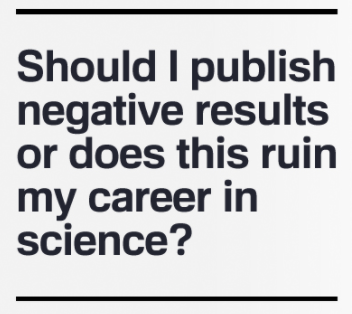 Should I publish
negative results
or does this ruin
my career in
science?